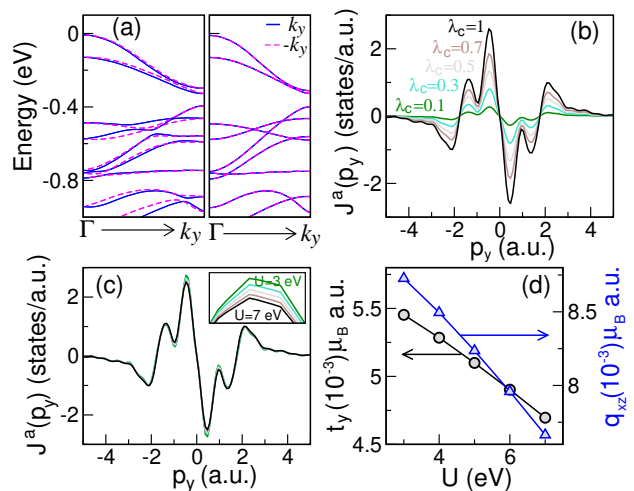 (a)
k_y
-k_y
Energy (eV)
0
-0.4
-0.8
Γ
k_y
Γ
k_y
(b)
λ_c=1
λ_c=0.7
λ_c=0.5
λ_c=0.3
λ_c=0.1
J^a(p_y) (states/a.u.)
2
0
-2
-4 -2 0 2 4
p_y (a.u.)
(c)
U=3 eV
U=7 eV
J^a(p_y) (states/a.u.)
2
0
-2
-4 -2 0 2 4
p_y (a.u.)
(d)
t_y(10^-3)μ_B a.u.
5.5
5
4.5
8.5
8
q_xz(10^-3)μ_B a.u.
4 6
U (eV)